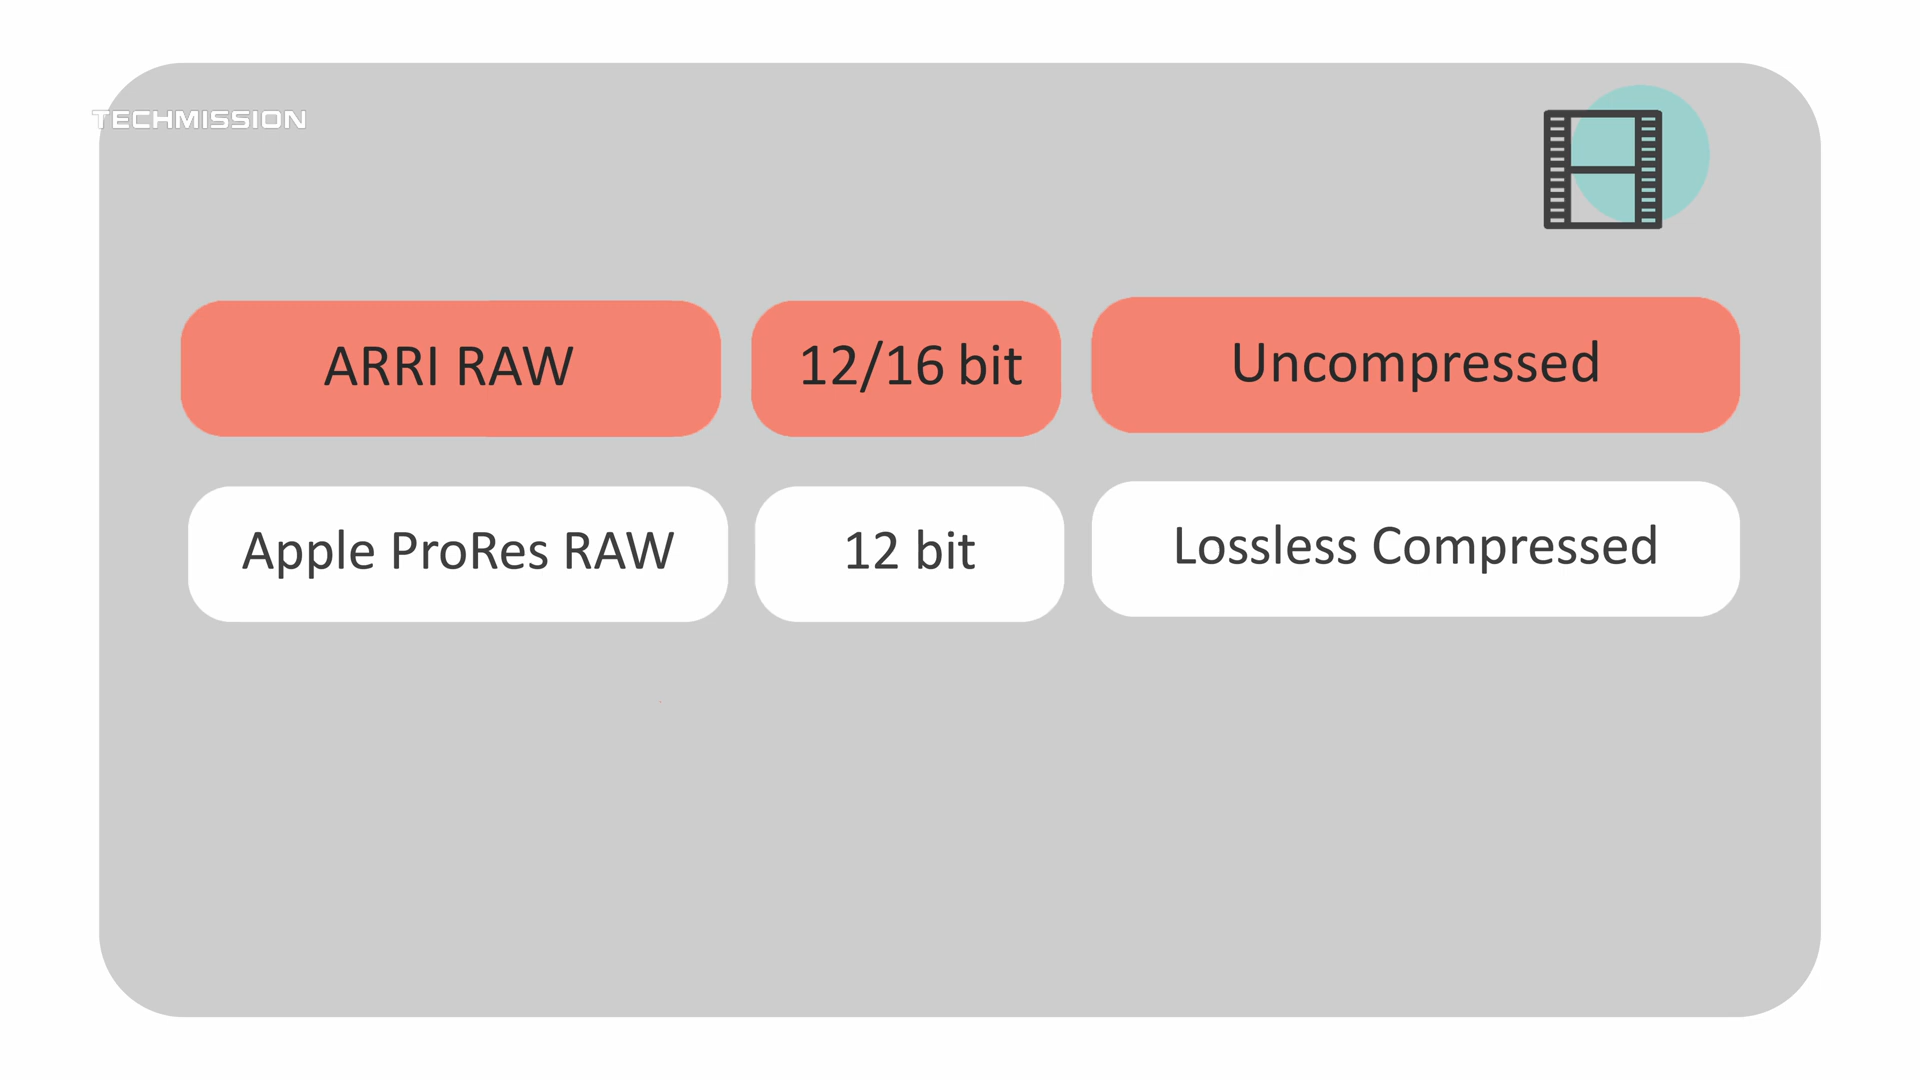 TECHMISSION
ARRI RAW 12/16 bit Uncompressed
Apple ProRes RAW 12 bit Lossless Compressed